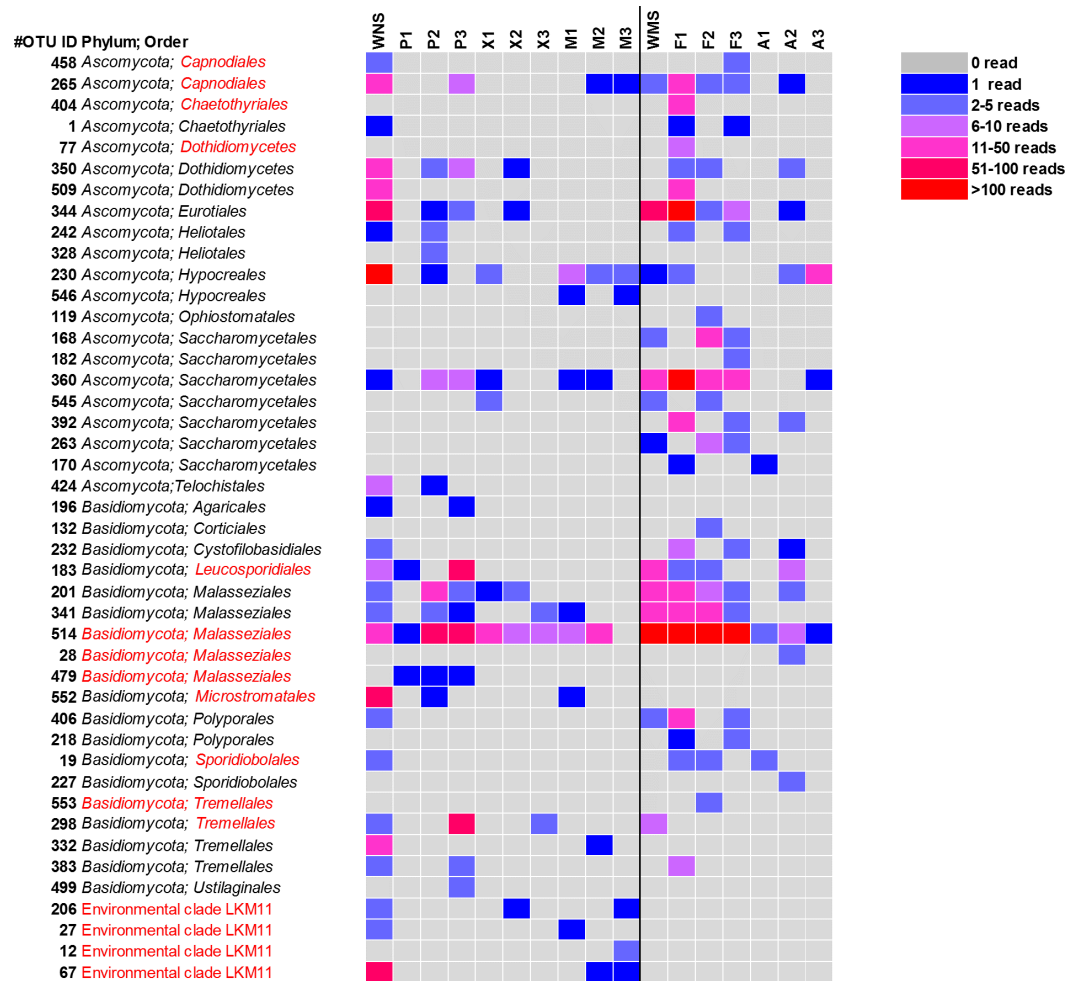 #OTU ID Phylum; Order WNS P1 P2 P3 X1 X2 X3 M1 M2 M3 WMS F1 F2 F3 A1 A2 A3
458 Ascomycota; Capnodiales
265 Ascomycota; Capnodiales
404 Ascomycota; Chaetothyriales
1 Ascomycota; Chaetothyriales
77 Ascomycota; Dothidiomycetes
350 Ascomycota; Dothidiomycetes
509 Ascomycota; Dothidiomycetes
344 Ascomycota; Eurotiales
242 Ascomycota; Heliotales
328 Ascomycota; Heliotales
230 Ascomycota; Hypocreales
546 Ascomycota; Hypocreales
119 Ascomycota; Ophiostomatales
168 Ascomycota; Saccharomycetales
182 Ascomycota; Saccharomycetales
360 Ascomycota; Saccharomycetales
545 Ascomycota; Saccharomycetales
392 Ascomycota; Saccharomycetales
263 Ascomycota; Saccharomycetales
170 Ascomycota; Saccharomycetales
424 Ascomycota;Telochistales
196 Basidiomycota; Agaricales
132 Basidiomycota; Corticiales
232 Basidiomycota; Cystofilobasidiales
183 Basidiomycota; Leucosporidiales
201 Basidiomycota; Malasseziales
341 Basidiomycota; Malasseziales
514 Basidiomycota; Malasseziales
28 Basidiomycota; Malasseziales
479 Basidiomycota; Malasseziales
552 Basidiomycota; Microstromatales
406 Basidiomycota; Polyporales
218 Basidiomycota; Polyporales
19 Basidiomycota; Sporidiobolales
227 Basidiomycota; Sporidiobolales
553 Basidiomycota; Tremellales
298 Basidiomycota; Tremellales
332 Basidiomycota; Tremellales
383 Basidiomycota; Tremellales
499 Basidiomycota; Ustilaginales
206 Environmental clade LKM11
27 Environmental clade LKM11
12 Environmental clade LKM11
67 Environmental clade LKM11
0 read
1 read
2-5 reads
6-10 reads
11-50 reads
51-100 reads
>100 reads